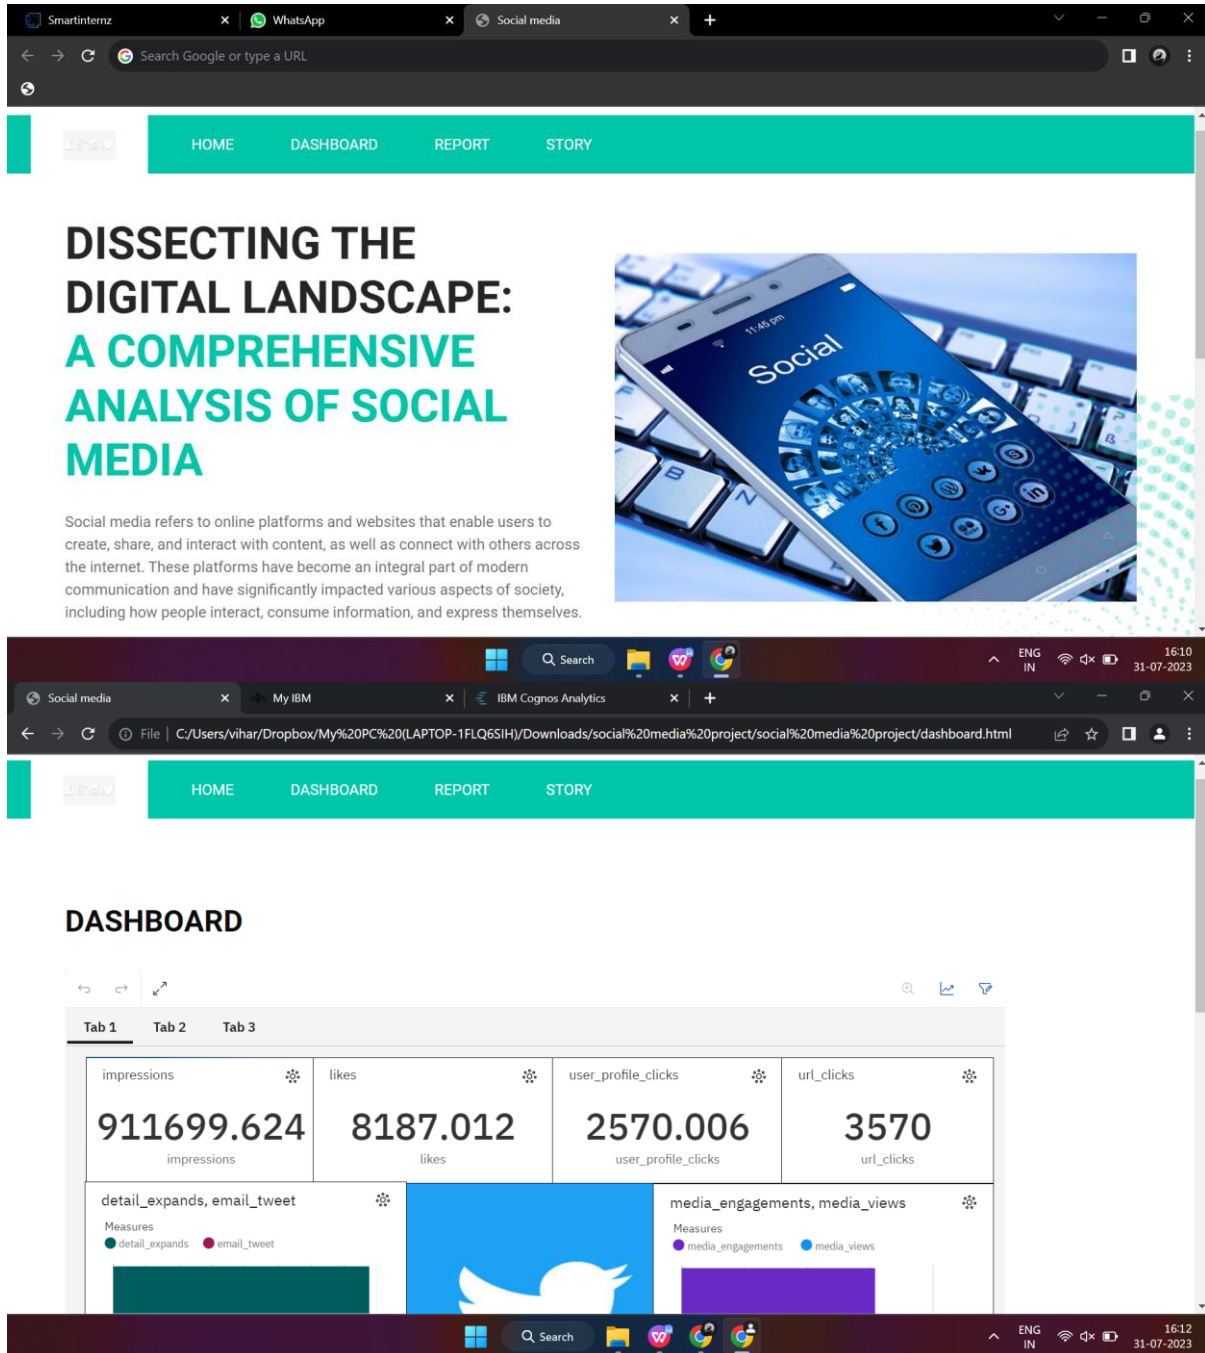 Smartinternz
WhatsApp
Social media
Search Google or type a URL
HOME DASHBOARD REPORT STORY
DISSECTING THE
DIGITAL LANDSCAPE:
A COMPREHENSIVE
ANALYSIS OF SOCIAL
MEDIA
Social media refers to online platforms and websites that enable users to
create, share, and interact with content, as well as connect with others across
the internet. These platforms have become an integral part of modern
communication and have significantly impacted various aspects of society,
including how people interact, consume information, and express themselves.
11:45 pm
Social
Search
ENG
IN
16:10
31-07-2023
Social media
My IBM
IBM Cognos Analytics
File C:/Users/vihar/Dropbox/My%20PC%20(LAPTOP-1FLQ6SIH)/Downloads/social%20media%20project/social%20media%20project/dashboard.html
HOME DASHBOARD REPORT STORY
DASHBOARD
Tab 1 Tab 2 Tab 3
impressions
911699.624
impressions
likes
8187.012
likes
user_profile_clicks
2570.006
user_profile_clicks
url_clicks
3570
url_clicks
detail_expands, email_tweet
Measures
detail_expands email_tweet
media_engagements, media_views
Measures
media_engagements media_views
Search
ENG
IN
16:12
31-07-2023